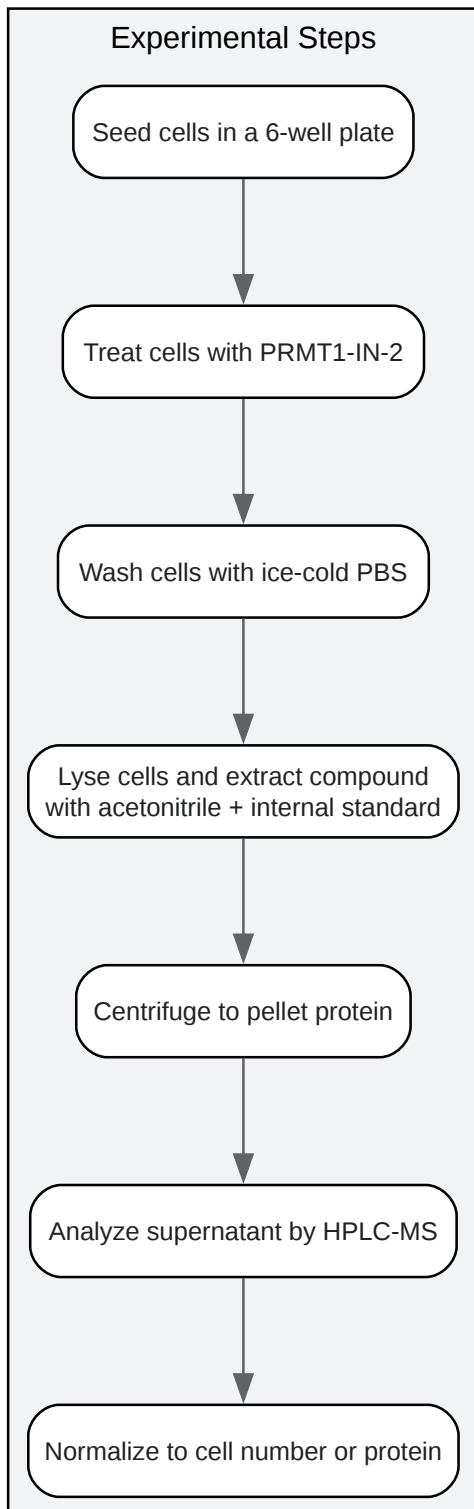 Experimental Steps
Seed cells in a 6-well plate
Treat cells with PRMT1-IN-2
Wash cells with ice-cold PBS
Lyse cells and extract compound
with acetonitrile + internal standard
Centrifuge to pellet protein
Analyze supernatant by HPLC-MS
Normalize to cell number or protein